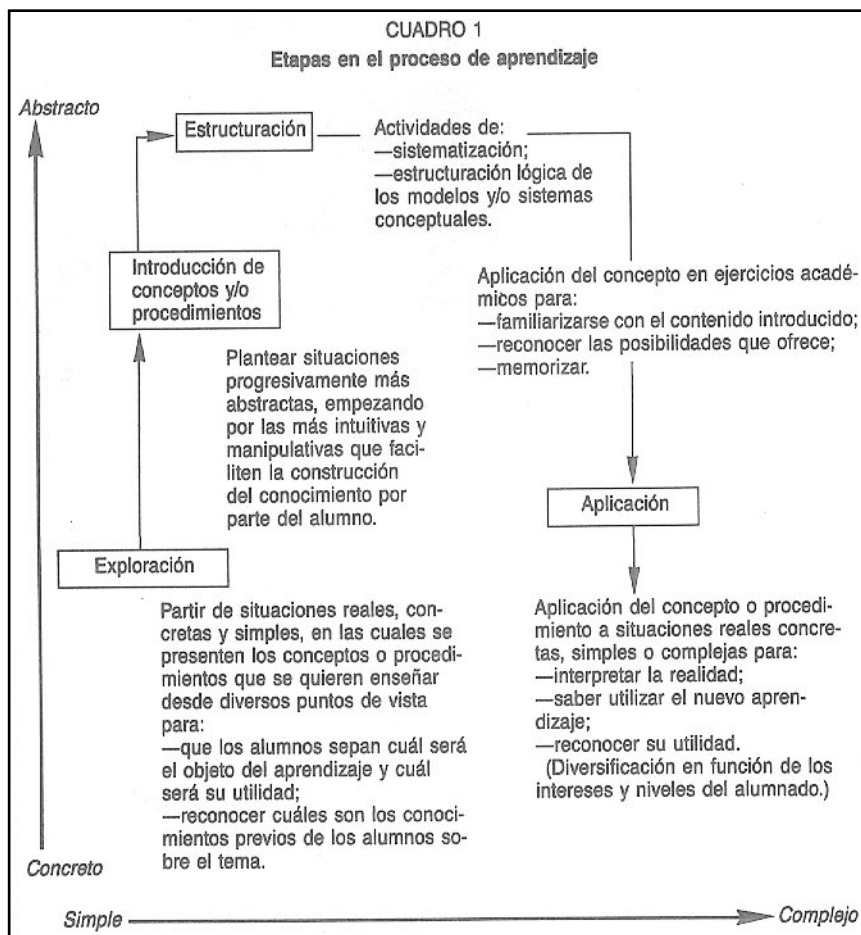 CUADRO 1
Etapas en el proceso de aprendizaje
Abstracto
Estructuración
Actividades de:
—sistematización;
—estructuración lógica de
los modelos y/o sistemas
conceptuales.
Introducción de
conceptos y/o
procedimientos
Aplicación del concepto en ejercicios acadé-
micos para:
—familiarizarse con el contenido introducido;
—reconocer las posibilidades que ofrece;
—memorizar.
Plantear situaciones
progresivamente más
abstractas, empezando
por las más intuitivas y
manipulativas que faci-
liten la construcción
del conocimiento por
parte del alumno.
Aplicación
Exploración
Partir de situaciones reales, con-
cretas y simples, en las cuales se
presenten los conceptos o procedi-
mientos que se quieren enseñar
desde diversos puntos de vista
para:
—que los alumnos sepan cuál será
el objeto del aprendizaje y cuál
será su utilidad;
—reconocer cuáles son los conoci-
mientos previos de los alumnos so-
bre el tema.
Aplicación del concepto o procedi-
miento a situaciones reales concre-
tas, simples o complejas para:
—interpretar la realidad;
—saber utilizar el nuevo apren-
dizaje;
—reconocer su utilidad.
(Diversificación en función de los
intereses y niveles del alumnado.)
Concreto
Simple
Complejo